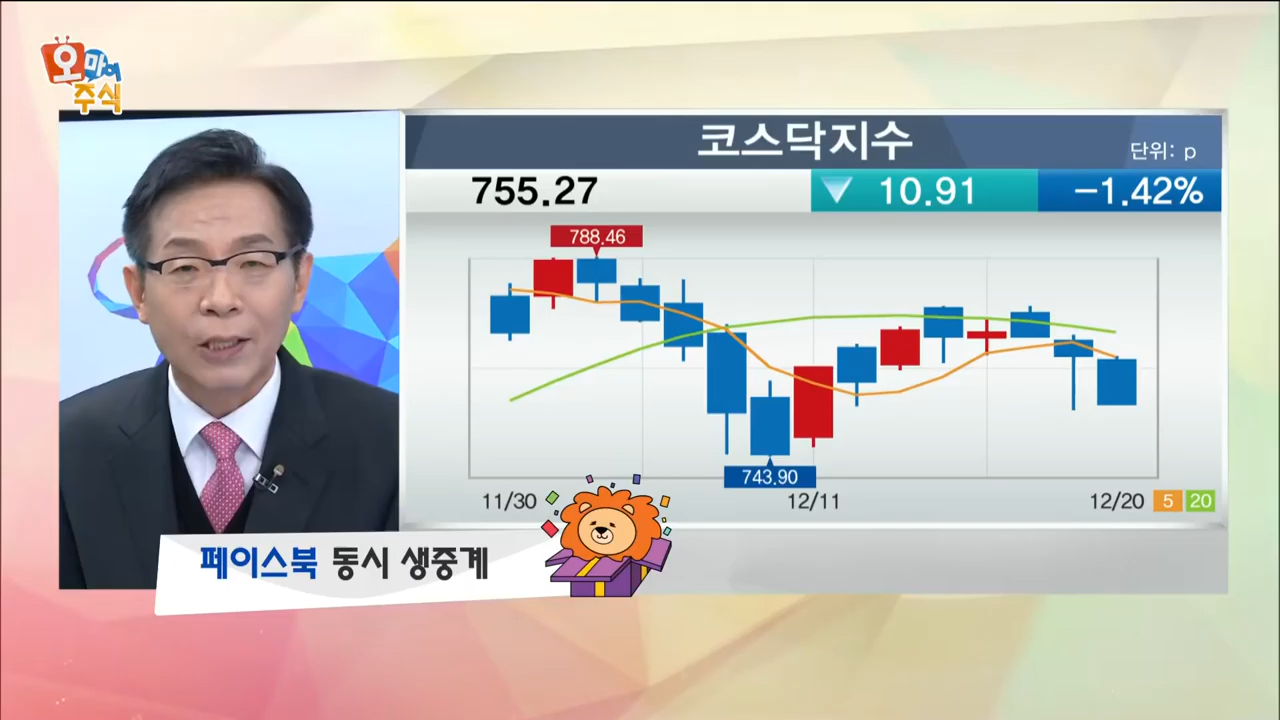 오마이
주식
코스닥지수
단위: p
755.27 ▼ 10.91 -1.42%
788.46
743.90
11/30 12/11 12/20 5 20
페이스북 동시 생중계